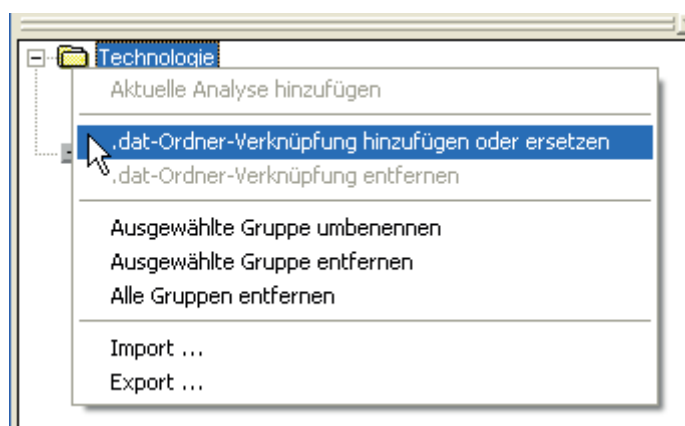 Technologie
Aktuelle Analyse hinzufügen
.dat-Ordner-Verknüpfung hinzufügen oder ersetzen
.dat-Ordner-Verknüpfung entfernen
Ausgewählte Gruppe umbenennen
Ausgewählte Gruppe entfernen
Alle Gruppen entfernen
Import ...
Export ...